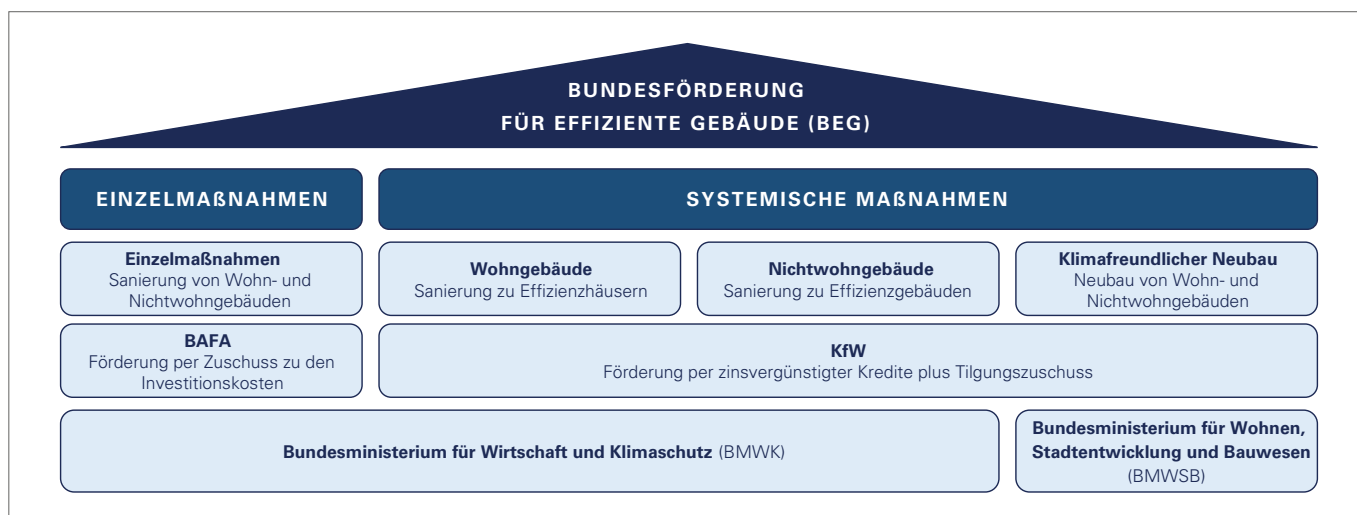 BUNDESFÖRDERUNG
FÜR EFFIZIENTE GEBÄUDE (BEG)
EINZELMAßNAHMEN
SYSTEMISCHE MAßNAHMEN
Einzelmaßnahmen
Sanierung von Wohn- und
Nichtwohngebäuden
Wohngebäude
Sanierung zu Effizienzhäusern
Nichtwohngebäude
Sanierung zu Effizienzgebäuden
Klimafreundlicher Neubau
Neubau von Wohn- und
Nichtwohngebäuden
BAFA
Förderung per Zuschuss zu den
Investitionskosten
KfW
Förderung per zinsvergünstigter Kredite plus Tilgungszuschuss
Bundesministerium für Wirtschaft und Klimaschutz (BMWK)
Bundesministerium für Wohnen,
Stadtentwicklung und Bauwesen
(BMWSB)